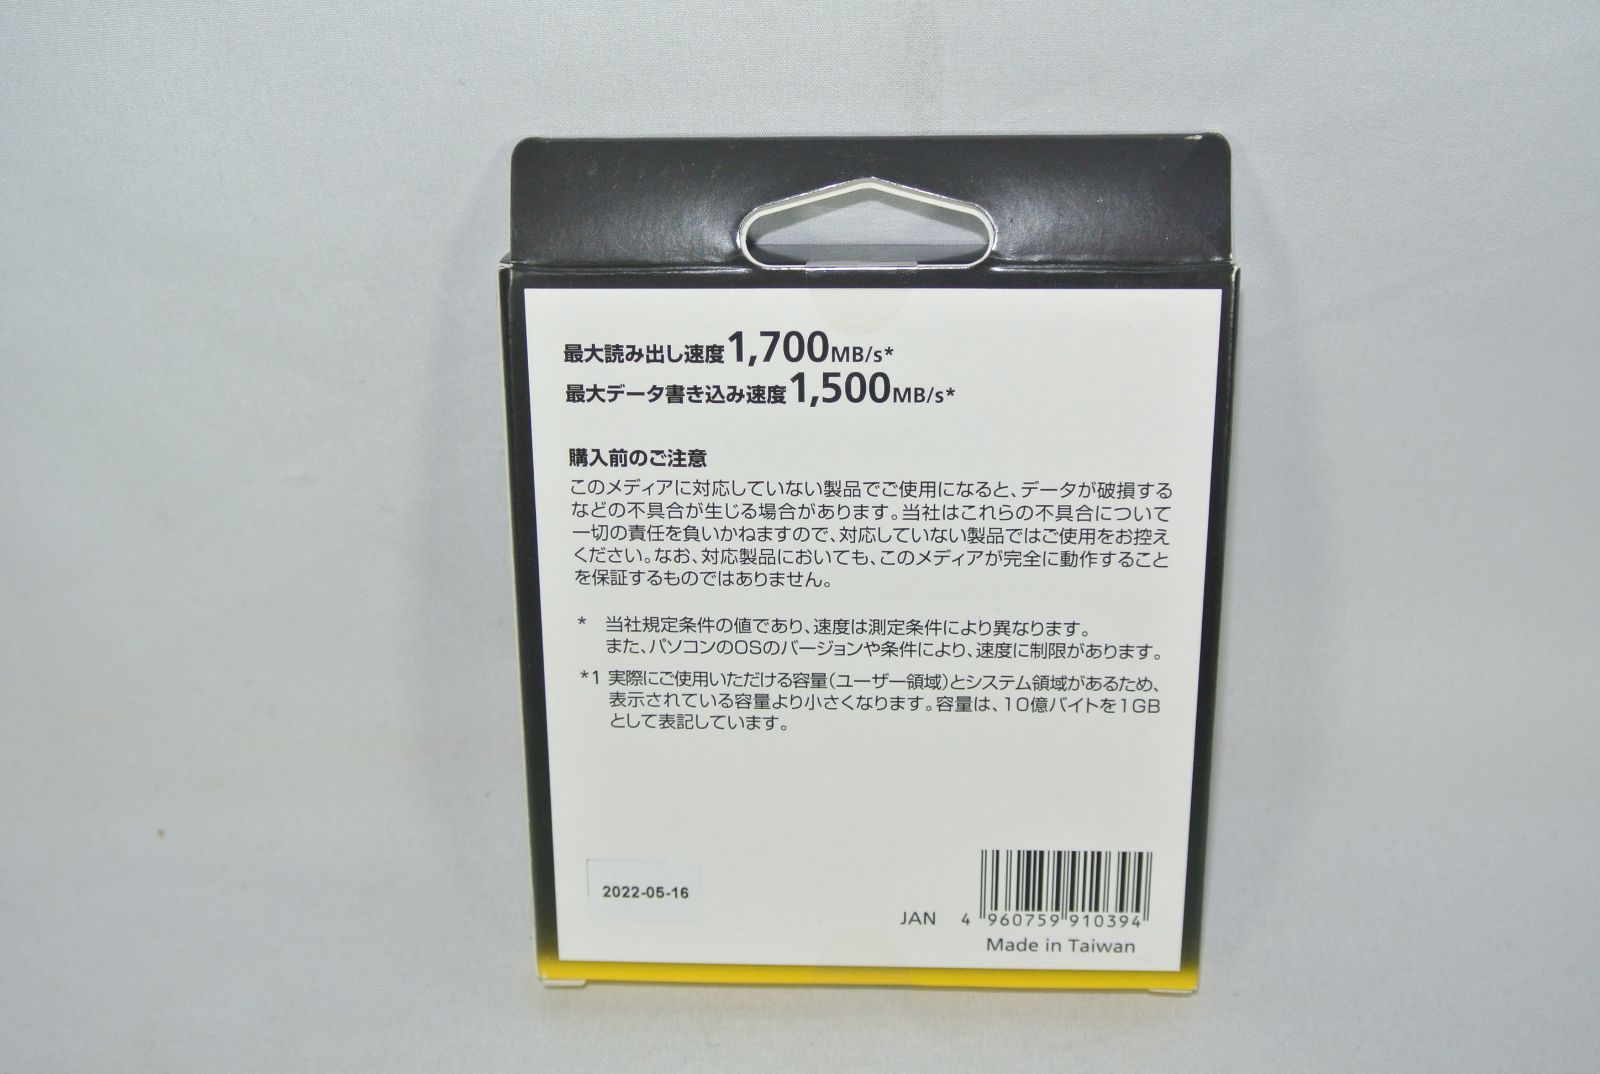 最大読み出し速度1,700MB/s*
最大データ書き込み速度1,500MB/s*
購入前のご注意
このメディアに対応していない製品でご使用になると、データが破損する
などの不具合が生じる場合があります。当社はこれらの不具合について
一切の責任を負いかねますので、対応していない製品ではご使用をお控え
ください。なお、対応製品においても、このメディアが完全に動作すること
を保証するものではありません。
* 当社規定条件の値であり、速度は測定条件により異なります。
また、パソコンのOSのバージョンや条件により、速度に制限があります。
*1 実際にご使用いただける容量(ユーザー領域)とシステム領域があるため、
表示されている容量より小さくなります。容量は、10億バイトを1GB
として表記しています。
2022-05-16
JAN 4 960759 910394
Made in Taiwan